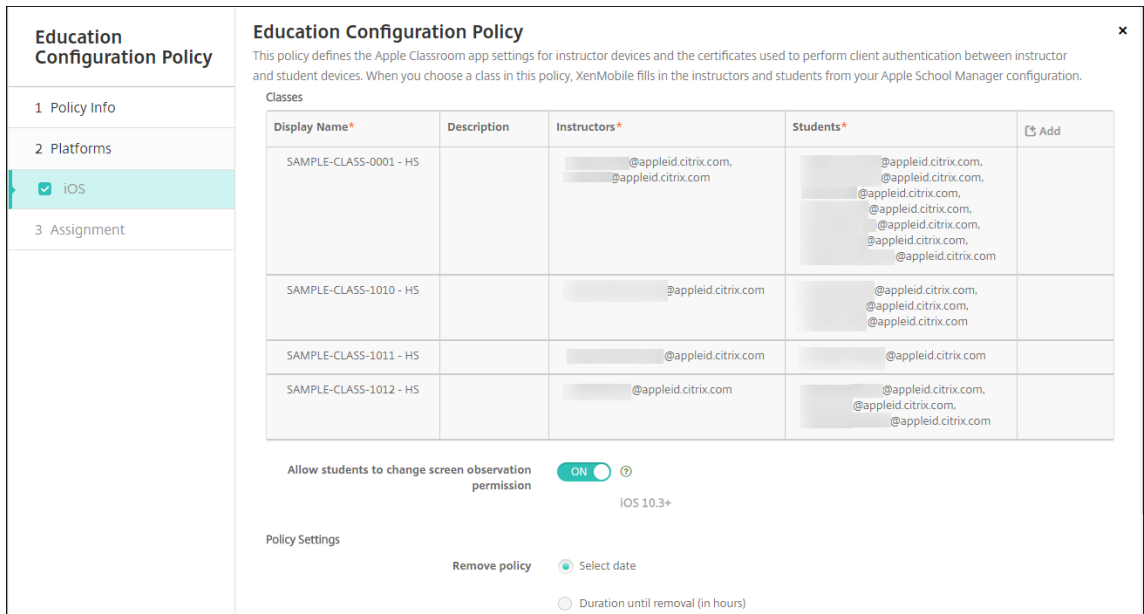 Education
Configuration Policy
1 Policy Info
2 Platforms
iOS
3 Assignment
Education Configuration Policy
×
This policy defines the Apple Classroom app settings for instructor devices and the certificates used to perform client authentication between instructor
and student devices. When you choose a class in this policy, XenMobile fills in the instructors and students from your Apple School Manager configuration.
Classes
Display Name* Description Instructors* Students* Add
SAMPLE-CLASS-0001 - HS
@appleid.citrix.com,
@appleid.citrix.com
@appleid.citrix.com,
@appleid.citrix.com,
@appleid.citrix.com,
@appleid.citrix.com,
@appleid.citrix.com,
@appleid.citrix.com,
@appleid.citrix.com
SAMPLE-CLASS-1010 - HS
@appleid.citrix.com
@appleid.citrix.com,
@appleid.citrix.com,
@appleid.citrix.com
SAMPLE-CLASS-1011 - HS
@appleid.citrix.com
@appleid.citrix.com
SAMPLE-CLASS-1012 - HS
@appleid.citrix.com
@appleid.citrix.com,
@appleid.citrix.com,
@appleid.citrix.com
Allow students to change screen observation
permission
ON ?
iOS 10.3+
Policy Settings
Remove policy Select date
Duration until removal (in hours)